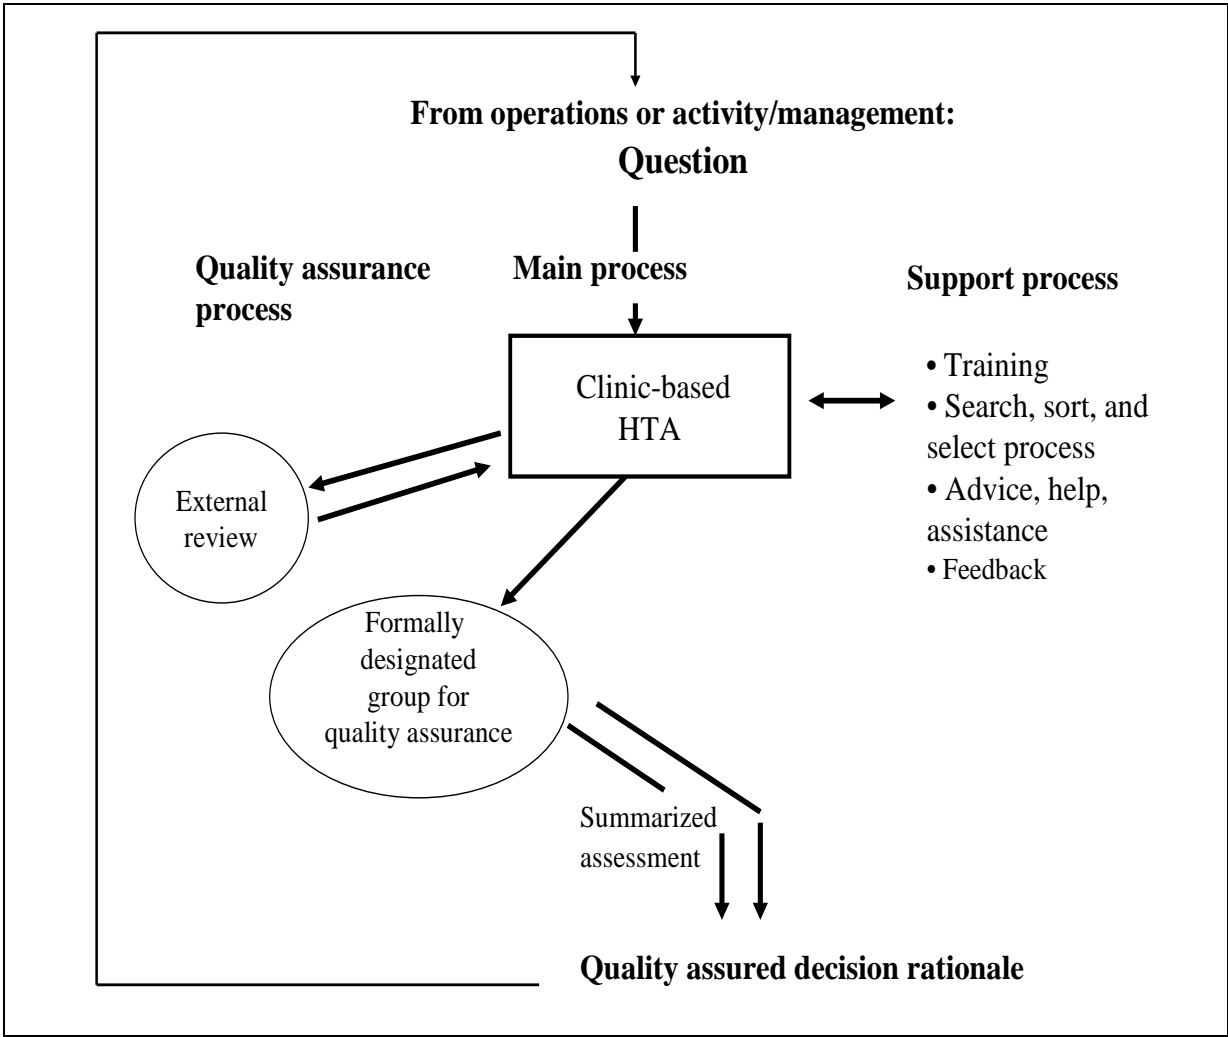 From operations or activity/management:
Question
Quality assurance
process
Main process
Support process
Clinic-based
HTA
• Training
• Search, sort, and
select process
• Advice, help,
assistance
• Feedback
External
review
Formally
designated
group for
quality assurance
Summarized
assessment
Quality assured decision rationale